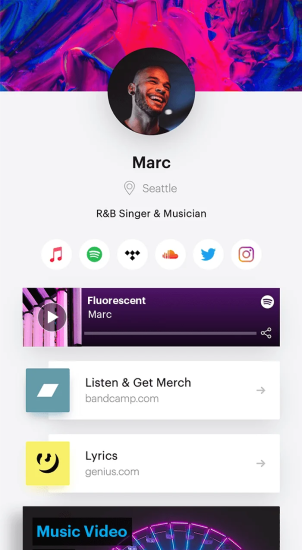 Marc
Seattle
R&B Singer & Musician
Fluorescent
Marc
Listen & Get Merch
bandcamp.com
Lyrics
genius.com
Music Video